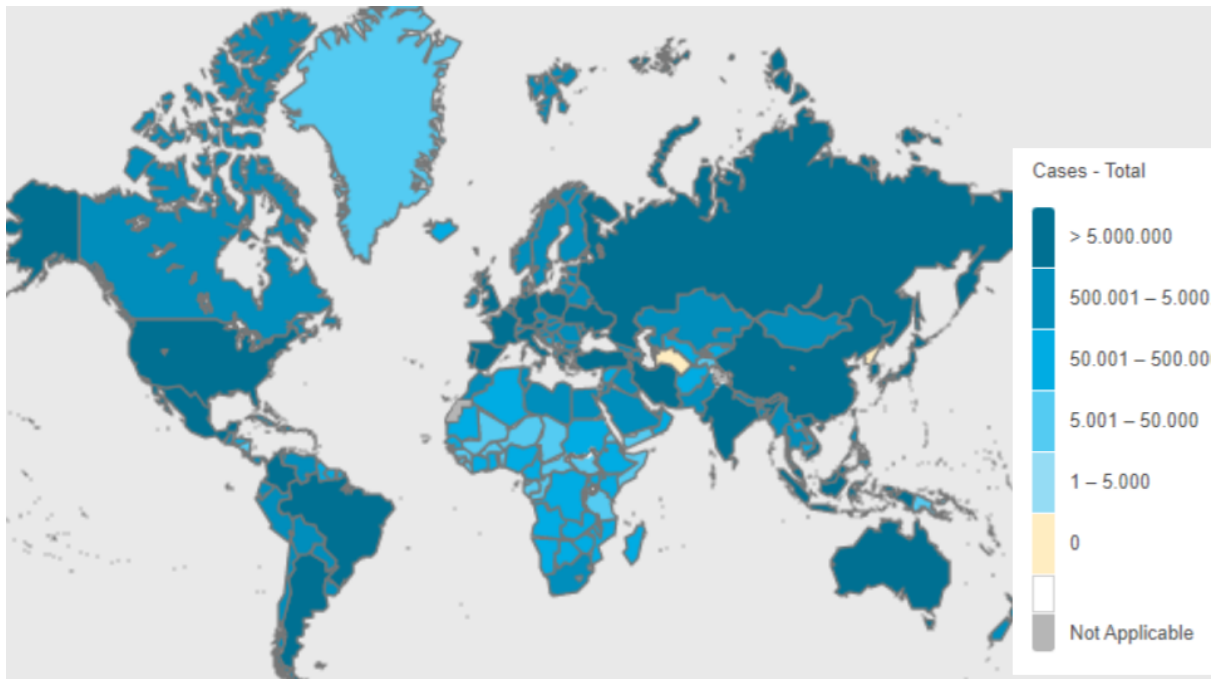 Cases - Total
> 5.000.000
500.001 – 5.000
50.001 – 500.00
5.001 – 50.000
1 – 5.000
0
Not Applicable